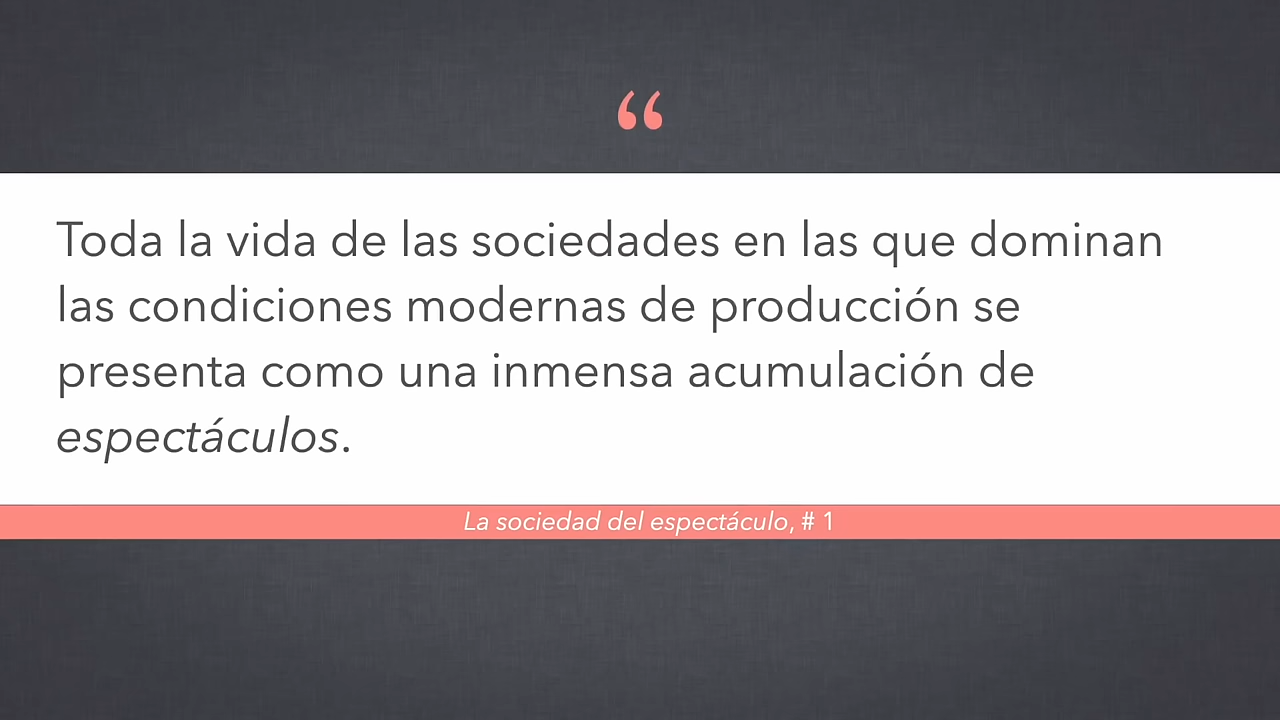 “
Toda la vida de las sociedades en las que dominan
las condiciones modernas de producción se
presenta como una inmensa acumulación de
espectáculos.
La sociedad del espectáculo, # 1